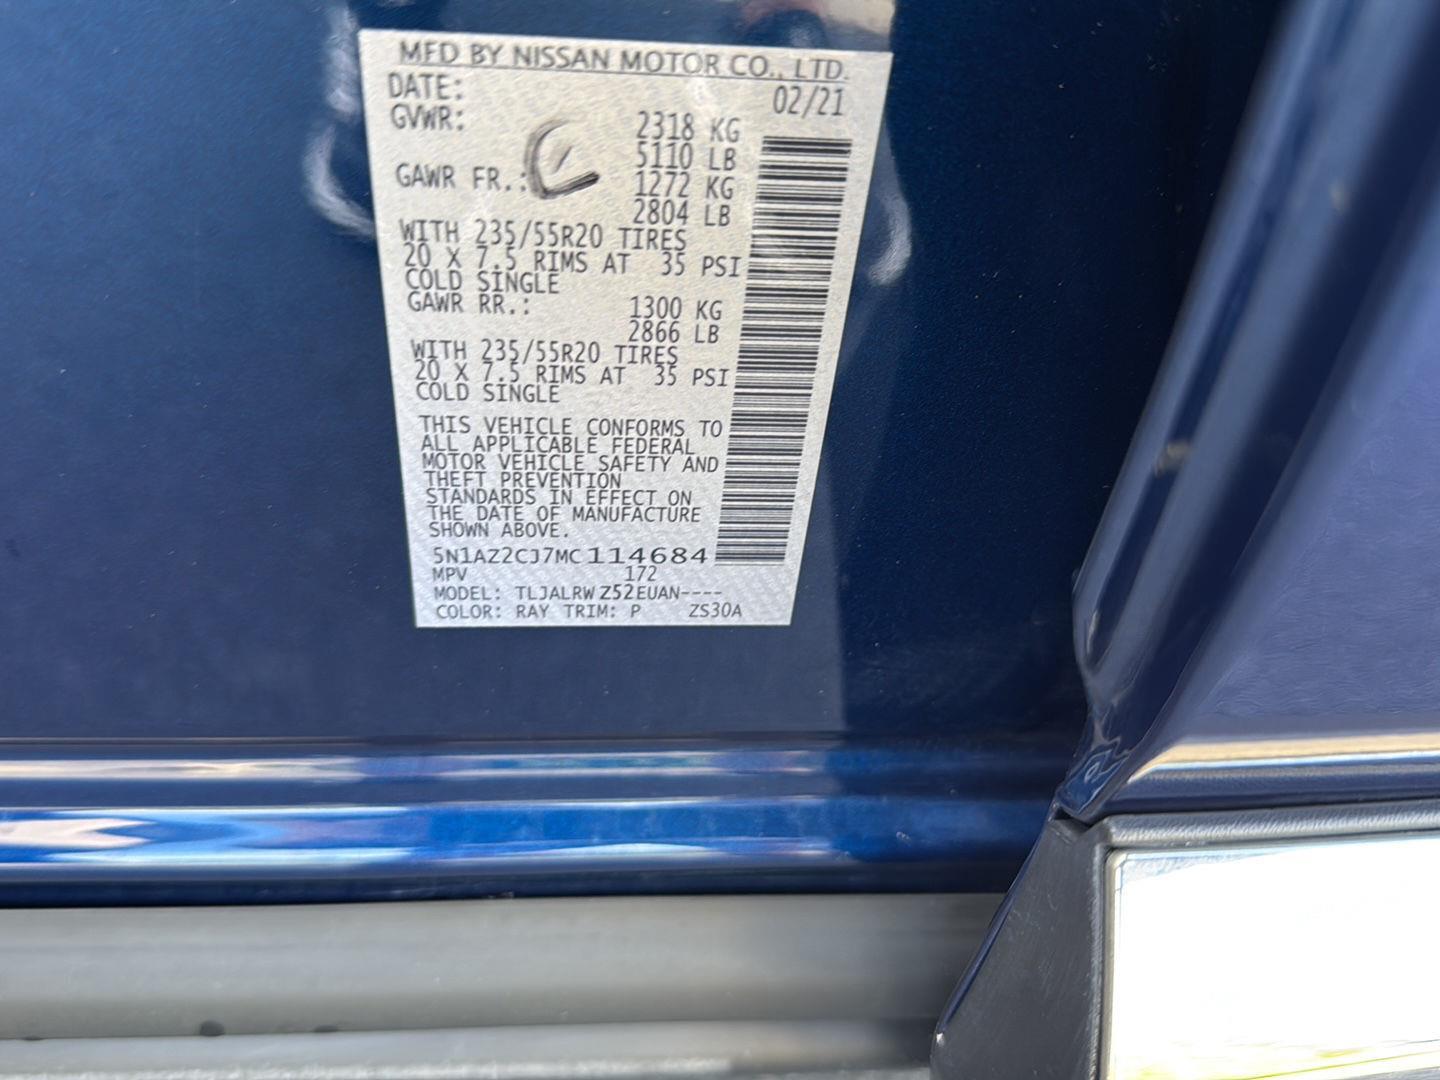 MFD BY NISSAN MOTOR CO., LTD.
DATE: 02/21
GVWR: 2318 KG
5110 LB
GAWR FR.: 1272 KG
2804 LB
WITH 235/55R20 TIRES
20 X 7.5 RIMS AT 35 PSI
COLD SINGLE
GAWR RR.: 1300 KG
2866 LB
WITH 235/55R20 TIRES
20 X 7.5 RIMS AT 35 PSI
COLD SINGLE
THIS VEHICLE CONFORMS TO
ALL APPLICABLE FEDERAL
MOTOR VEHICLE SAFETY AND
THEFT PREVENTION
STANDARDS IN EFFECT ON
THE DATE OF MANUFACTURE
SHOWN ABOVE.
5N1AZ2CJ7MC114684
MPV 172
MODEL: TLJALRWZ52EUAN----
COLOR: RAY TRIM: P ZS30A